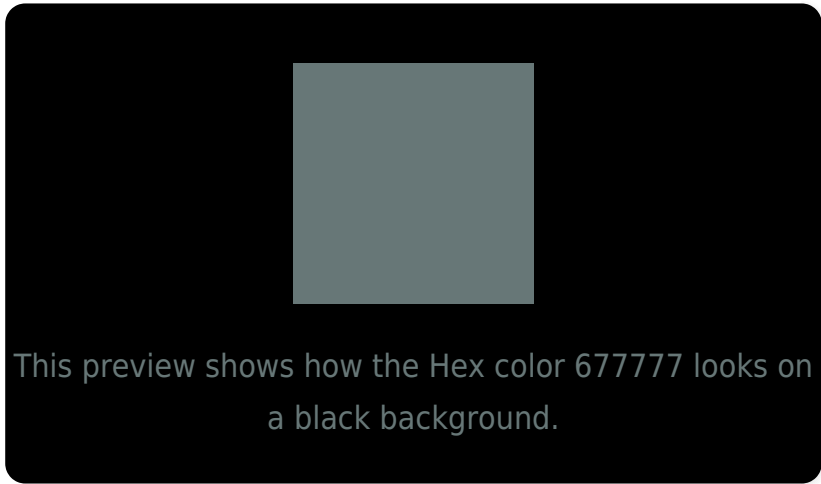 This preview shows how the Hex color 677777 looks on
a black background.